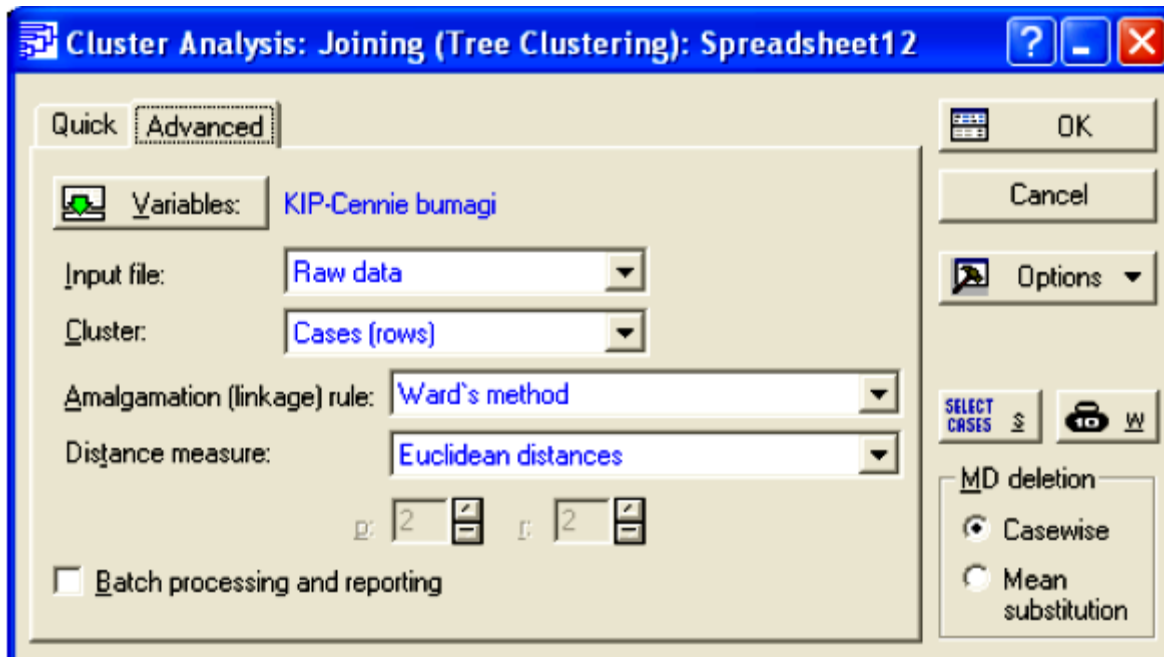 Cluster Analysis: Joining (Tree Clustering): Spreadsheet12
?
Quick Advanced
OK
Variables: KIP-Cennie bumagi
Cancel
Input file: Raw data
Options
Cluster: Cases (rows)
Amalgamation (linkage) rule: Ward`s method
SELECT CASES S
10 W
Distance measure: Euclidean distances
MD deletion
p: 2 r: 2
Casewise
Batch processing and reporting
Mean
substitution